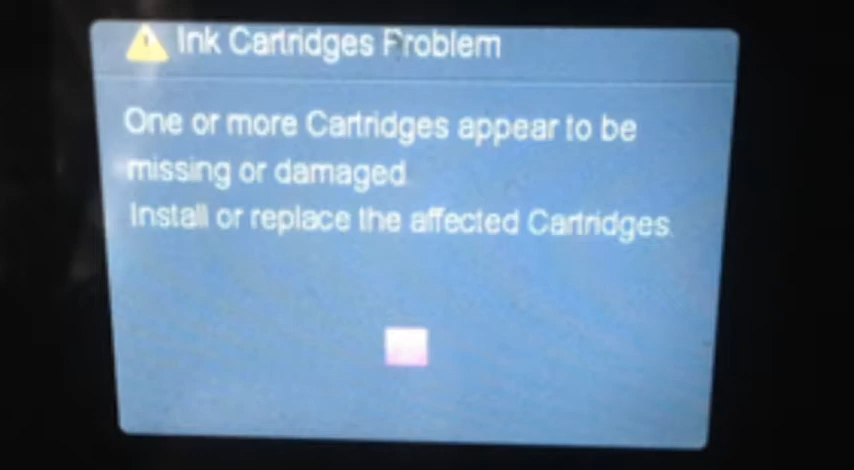 Ink Cartridges Problem
One or more Cartridges appear to be
missing or damaged
Install or replace the affected Cartridges.